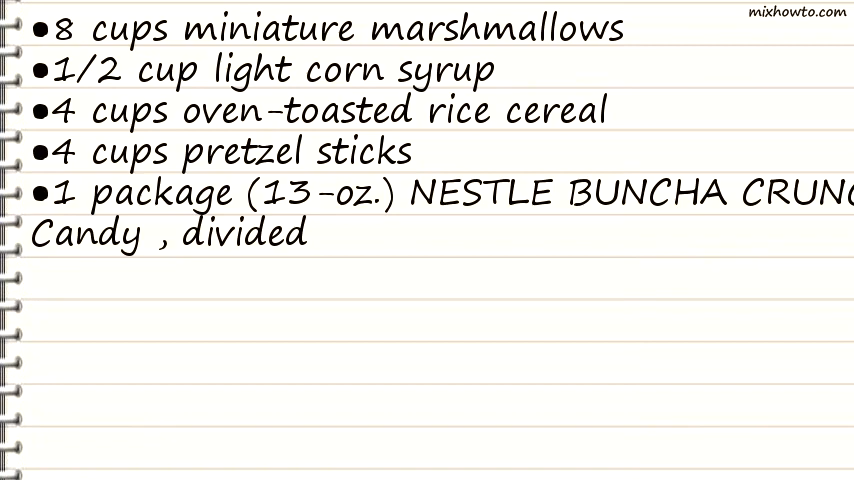 mixhowto.com
•8 cups miniature marshmallows
•1/2 cup light corn syrup
•4 cups oven-toasted rice cereal
•4 cups pretzel sticks
•1 package (13-oz.) NESTLE BUNCHA
Candy , divided